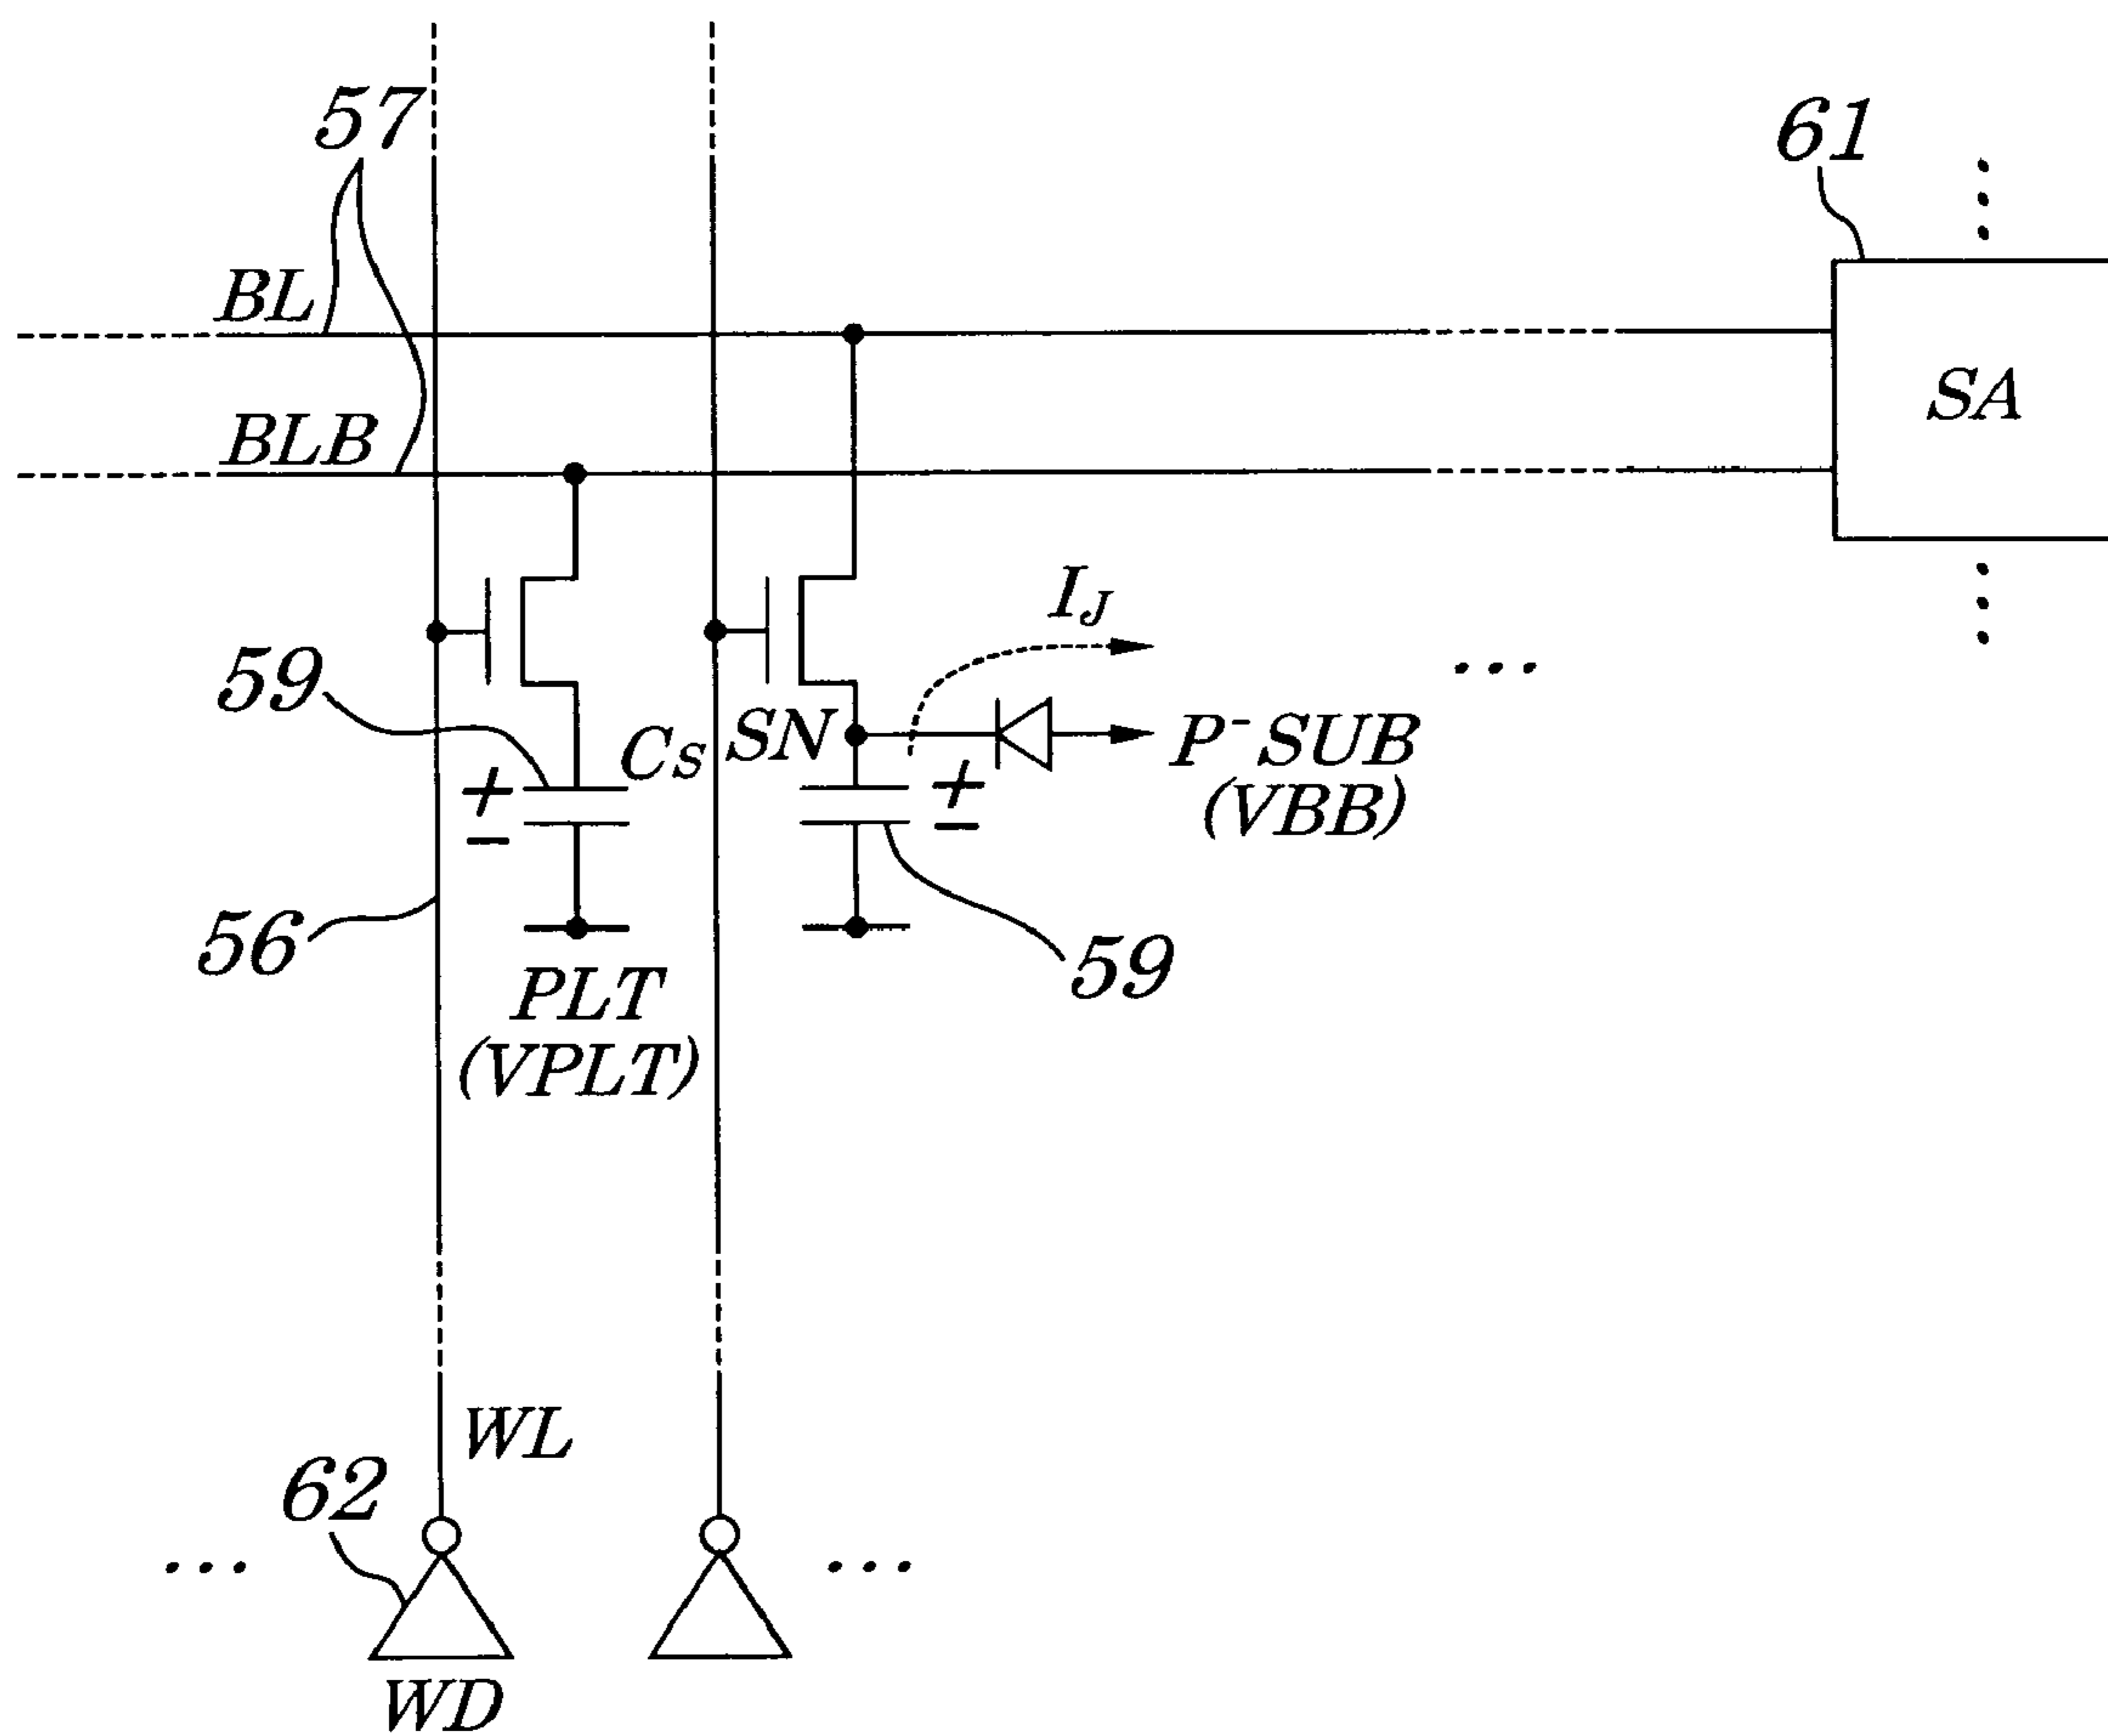 57
61
BL
SA
BLB
I_J
59
+
−
Cs
SN
+
−
P⁻SUB
(VBB)
56
59
PLT
(VPLT)
WL
62
WD